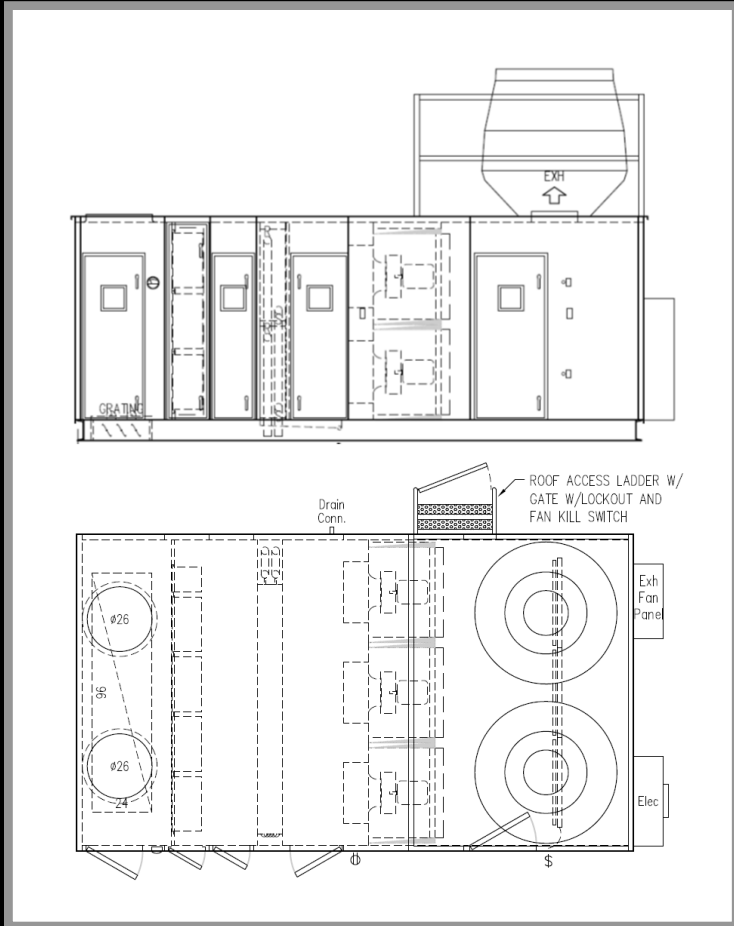 EXH
GRATING
ROOF ACCESS LADDER W/
GATE W/LOCKOUT AND
FAN KILL SWITCH
Drain
Conn.
Exh
Fan
Panel
ø26
96
ø26
24
Elec
$